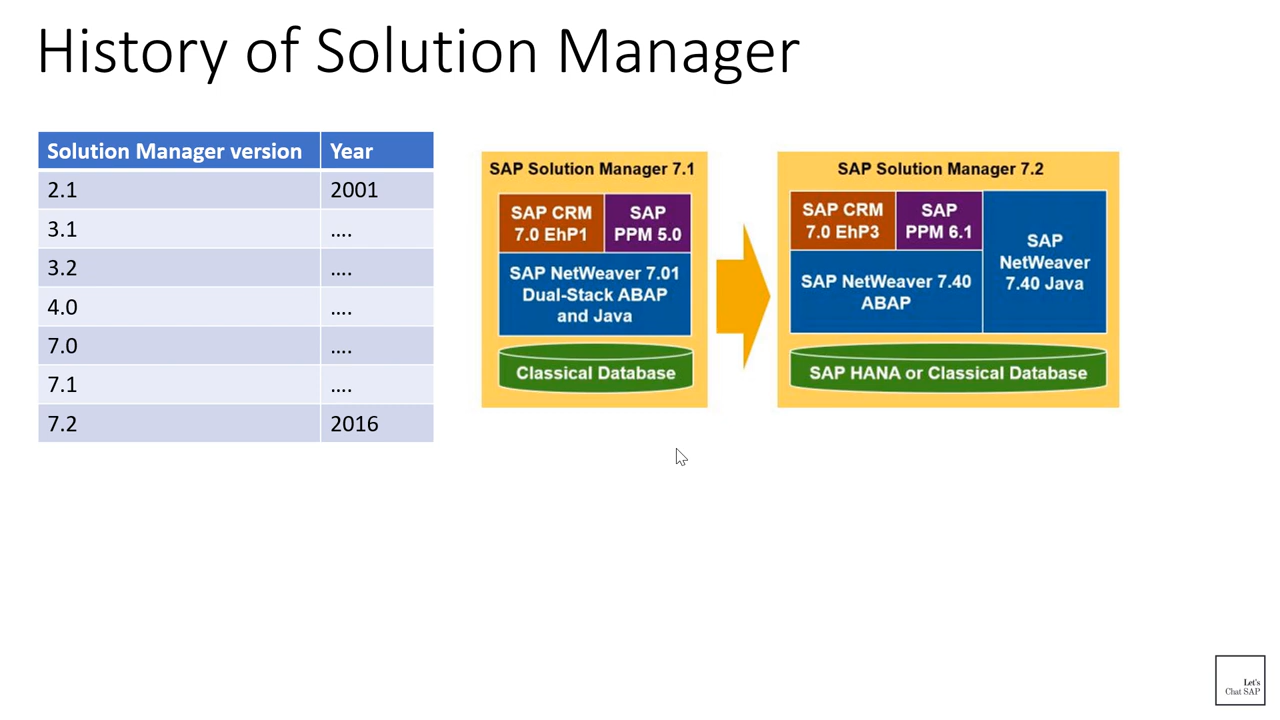 History of Solution Manager
Solution Manager version Year
2.1 2001
3.1 ....
3.2 ....
4.0 ....
7.0 ....
7.1 ....
7.2 2016
SAP Solution Manager 7.1
SAP CRM
7.0 EhP1
SAP
PPM 5.0
SAP NetWeaver 7.01
Dual-Stack ABAP
and Java
Classical Database
SAP Solution Manager 7.2
SAP CRM
7.0 EhP3
SAP
PPM 6.1
SAP
NetWeaver
7.40 Java
SAP NetWeaver 7.40
ABAP
SAP HANA or Classical Database
Let's
Chat SAP